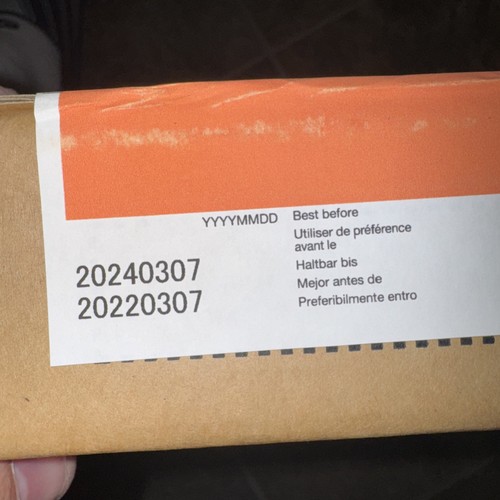 YYYYMMDD Best before
Utiliser de préférence
avant le
Haltbar bis
Mejor antes de
Preferibilmente entro
20240307
20220307